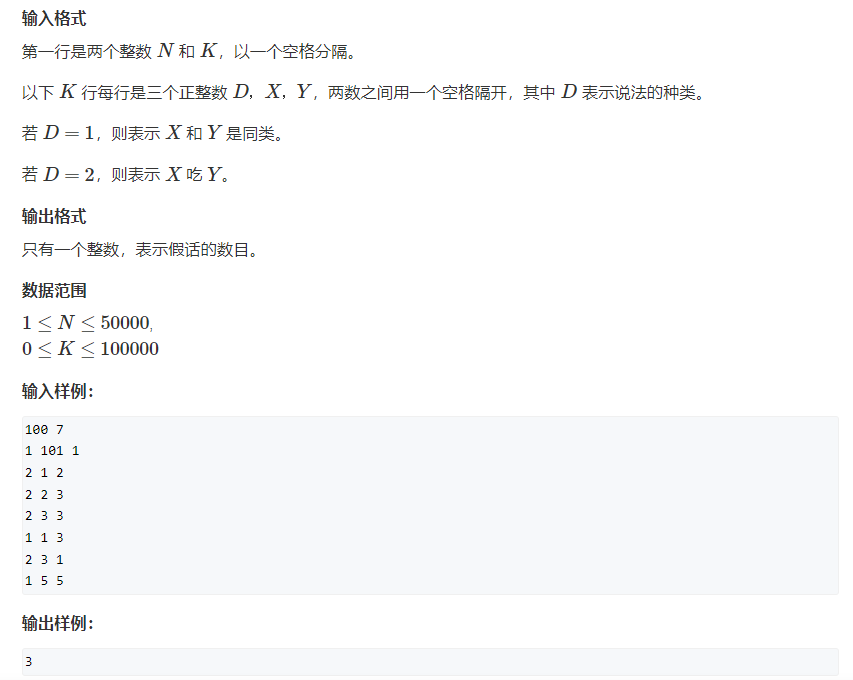 输入格式
第一行是两个整数 N 和 K，以一个空格分隔。
以下 K 行每行是三个正整数 D，X，Y，两数之间用一个空格隔开，其中 D 表示说法的种类。
若 D = 1，则表示 X 和 Y 是同类。
若 D = 2，则表示 X 吃 Y。
输出格式
只有一个整数，表示假话的数目。
数据范围
1 ≤ N ≤ 50000,
0 ≤ K ≤ 100000
输入样例：
100 7
1 101 1
2 1 2
2 2 3
2 3 3
1 1 3
2 3 1
1 5 5
输出样例：
3